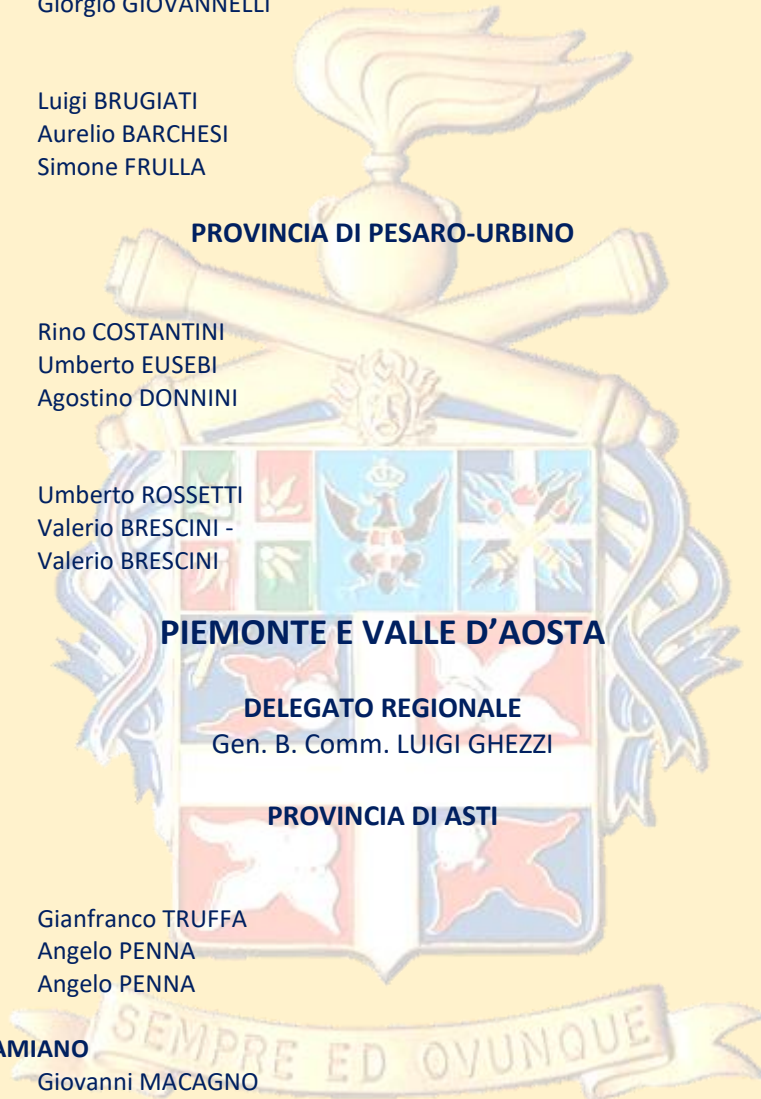 Giorgio GIOVANNELLI
Luigi BRUGIATI
Aurelio BARCHESI
Simone FRULLA
PROVINCIA DI PESARO-URBINO
Rino COSTANTINI
Umberto EUSEBI
Agostino DONNINI
Umberto ROSSETTI
Valerio BRESCINI -
Valerio BRESCINI
PIEMONTE E VALLE D’AOSTA
DELEGATO REGIONALE
Gen. B. Comm. LUIGI GHEZZI
PROVINCIA DI ASTI
Gianfranco TRUFFA
Angelo PENNA
Angelo PENNA
SEMPRE ED OVUNQUE
AMIANO
Giovanni MACAGNO